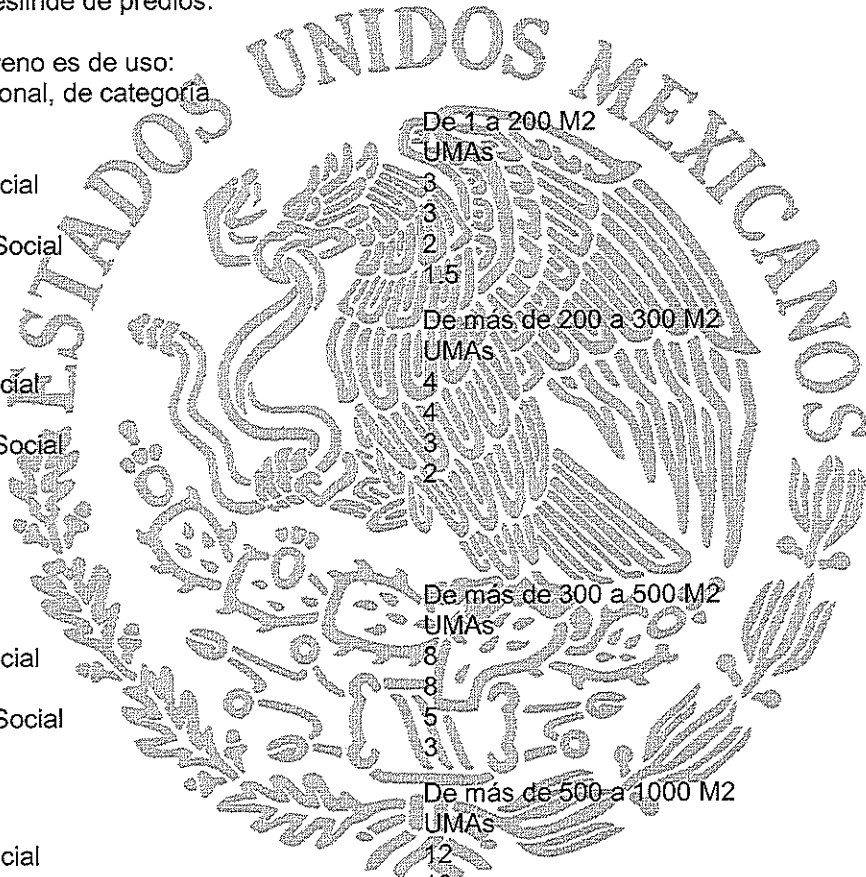 eslinde de predios.
reno es de uso:
onal, de categoría
ESTADOS UNIDOS MEXICANOS
De 1 a 200 M2
UMAs
3
cial
3
2
Social
1.5
De más de 200 a 300 M2
UMAs
4
cial
4
3
Social
2
De más de 300 a 500 M2
UMAs
8
cial
8
5
Social
3
De más de 500 a 1000 M2
UMAs
12
cial